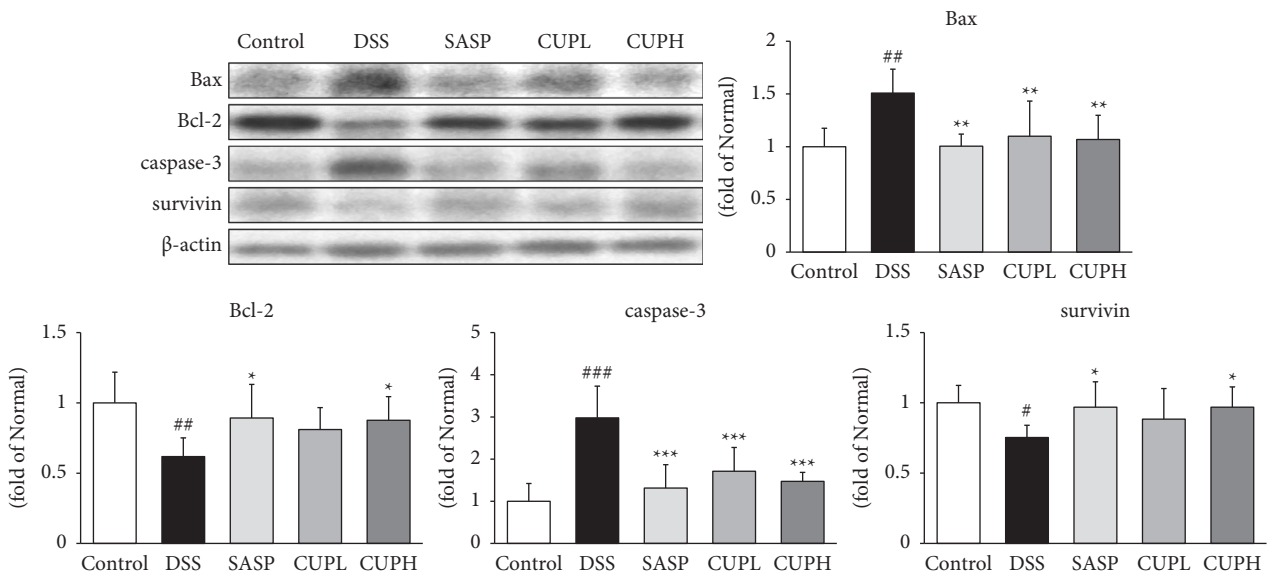 Control DSS SASP CUPL CUPH
Bax
Bcl-2
caspase-3
survivin
β-actin
Bax
(fold of Normal)
2
1.5
1
0.5
0
##
**
**
**
Control DSS SASP CUPL CUPH
Bcl-2
(fold of Normal)
1.5
1
0.5
0
##
*
*
Control DSS SASP CUPL CUPH
caspase-3
(fold of Normal)
5
4
3
2
1
0
###
***
***
***
Control DSS SASP CUPL CUPH
survivin
(fold of Normal)
1.5
1
0.5
0
#
*
*
Control DSS SASP CUPL CUPH